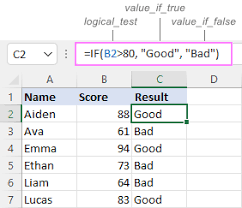 value_if_true
logical_test value_if_false
C2 =IF(B2>80, "Good", "Bad")
A B C
1 Name Score Result
2 Aiden 88 Good
3 Ava 61 Bad
4 Emma 94 Good
5 Ethan 73 Bad
6 Liam 64 Bad
7 Lucas 83 Good